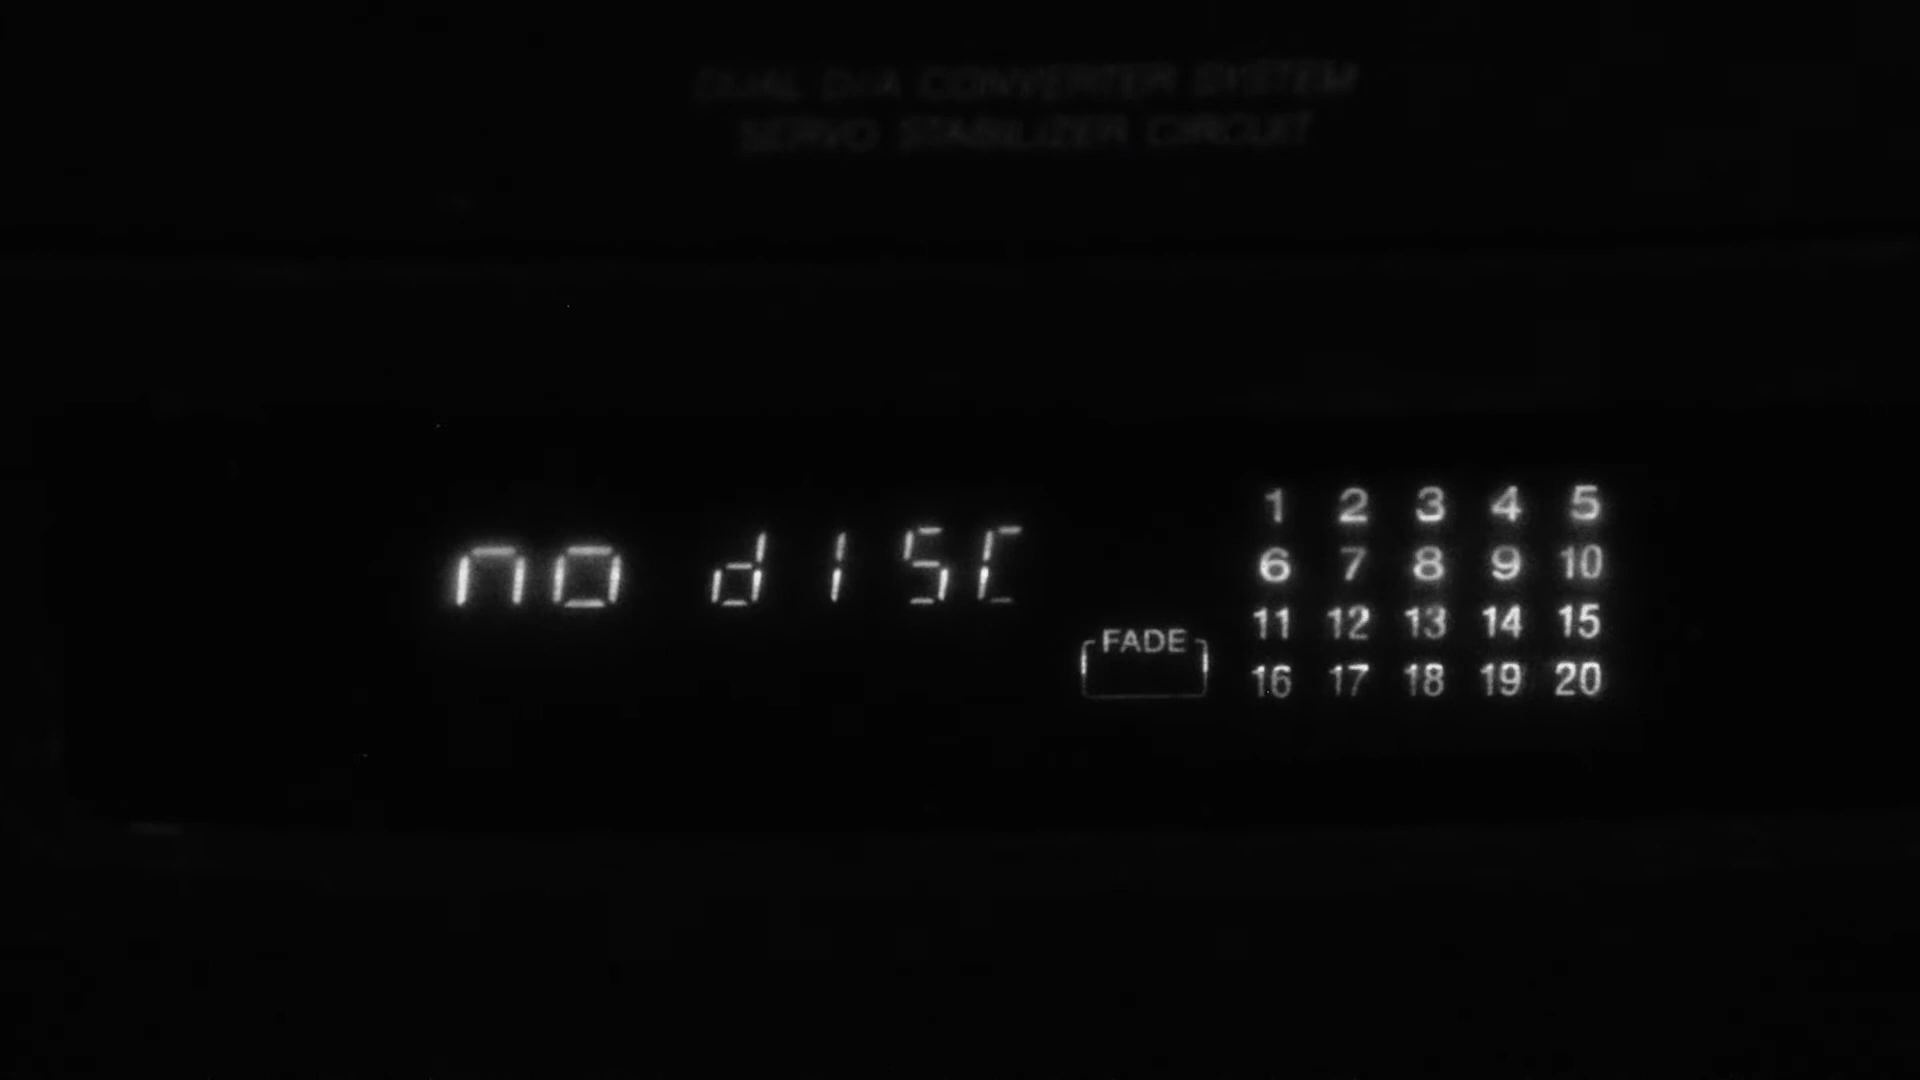 DUAL D/A CONVERTER SYSTEM
SERVO STABILIZER CIRCUIT
no dISC
FADE
1 2 3 4 5
6 7 8 9 10
11 12 13 14 15
16 17 18 19 20